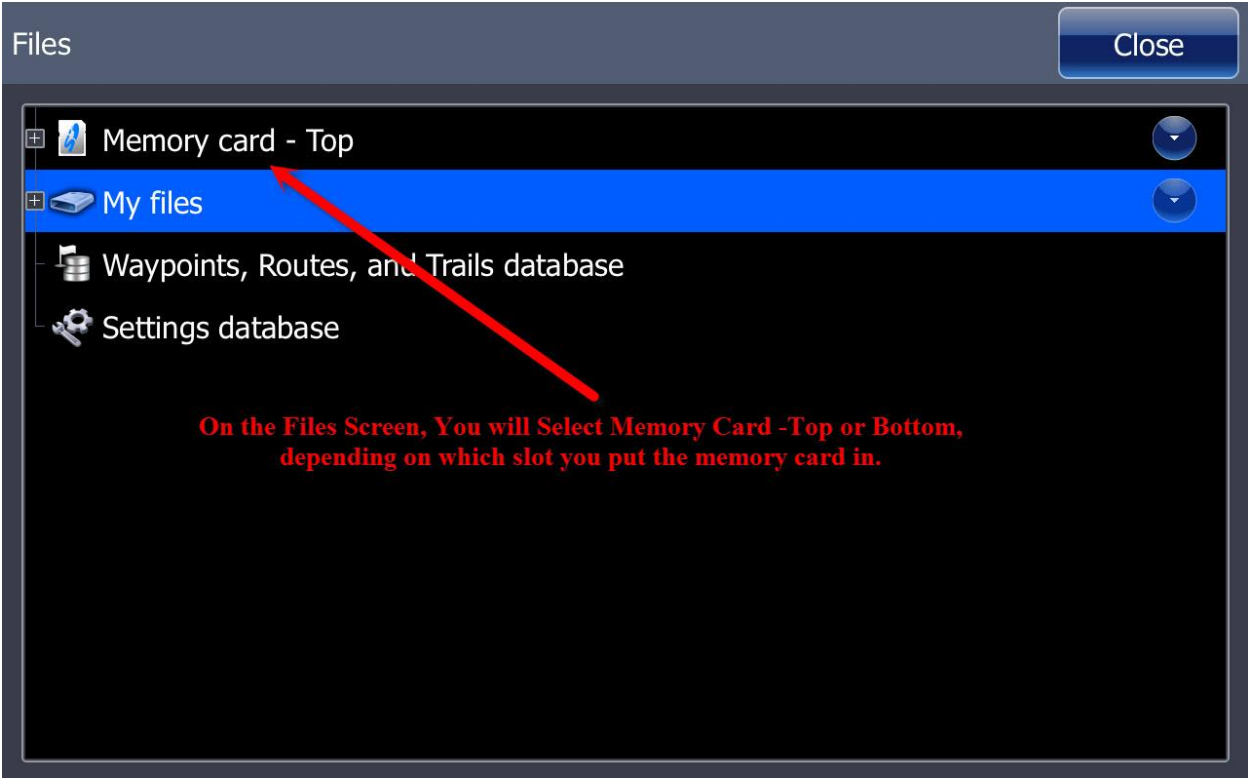 Files
Close
Memory card - Top
My files
Waypoints, Routes, and Trails database
Settings database
On the Files Screen, You will Select Memory Card -Top or Bottom,
depending on which slot you put the memory card in.